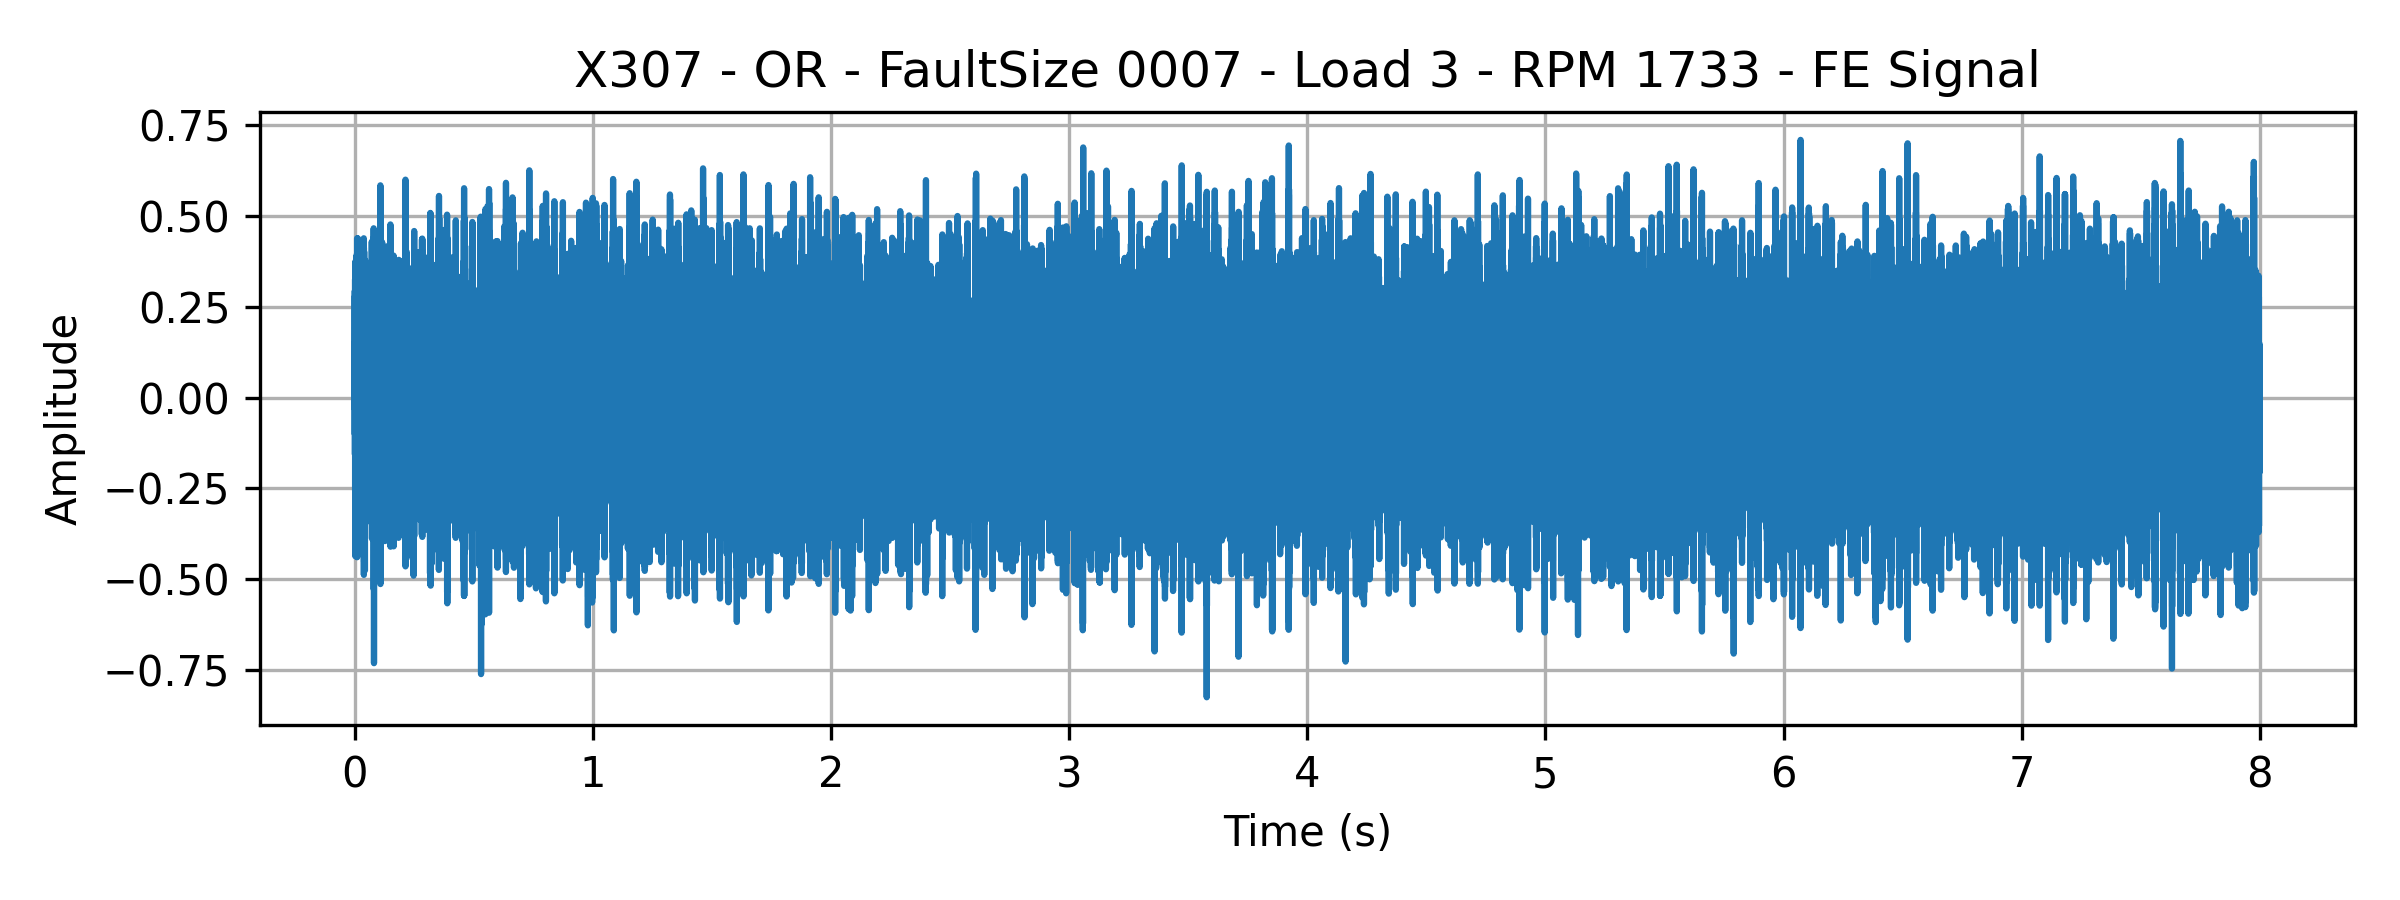 X307 - OR - FaultSize 0007 - Load 3 - RPM 1733 - FE Signal
Amplitude
0.75
0.50
0.25
0.00
−0.25
−0.50
−0.75
0 1 2 3 4 5 6 7 8
Time (s)